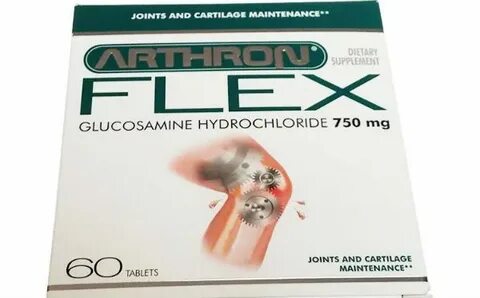 JOINTS AND CARTILAGE MAINTENANCE**
ARTHRON®
DIETARY
SUPPLEMENT
FLEX
GLUCOSAMINE HYDROCHLORIDE 750 mg
60 TABLETS
JOINTS AND CARTILAGE
MAINTENANCE**